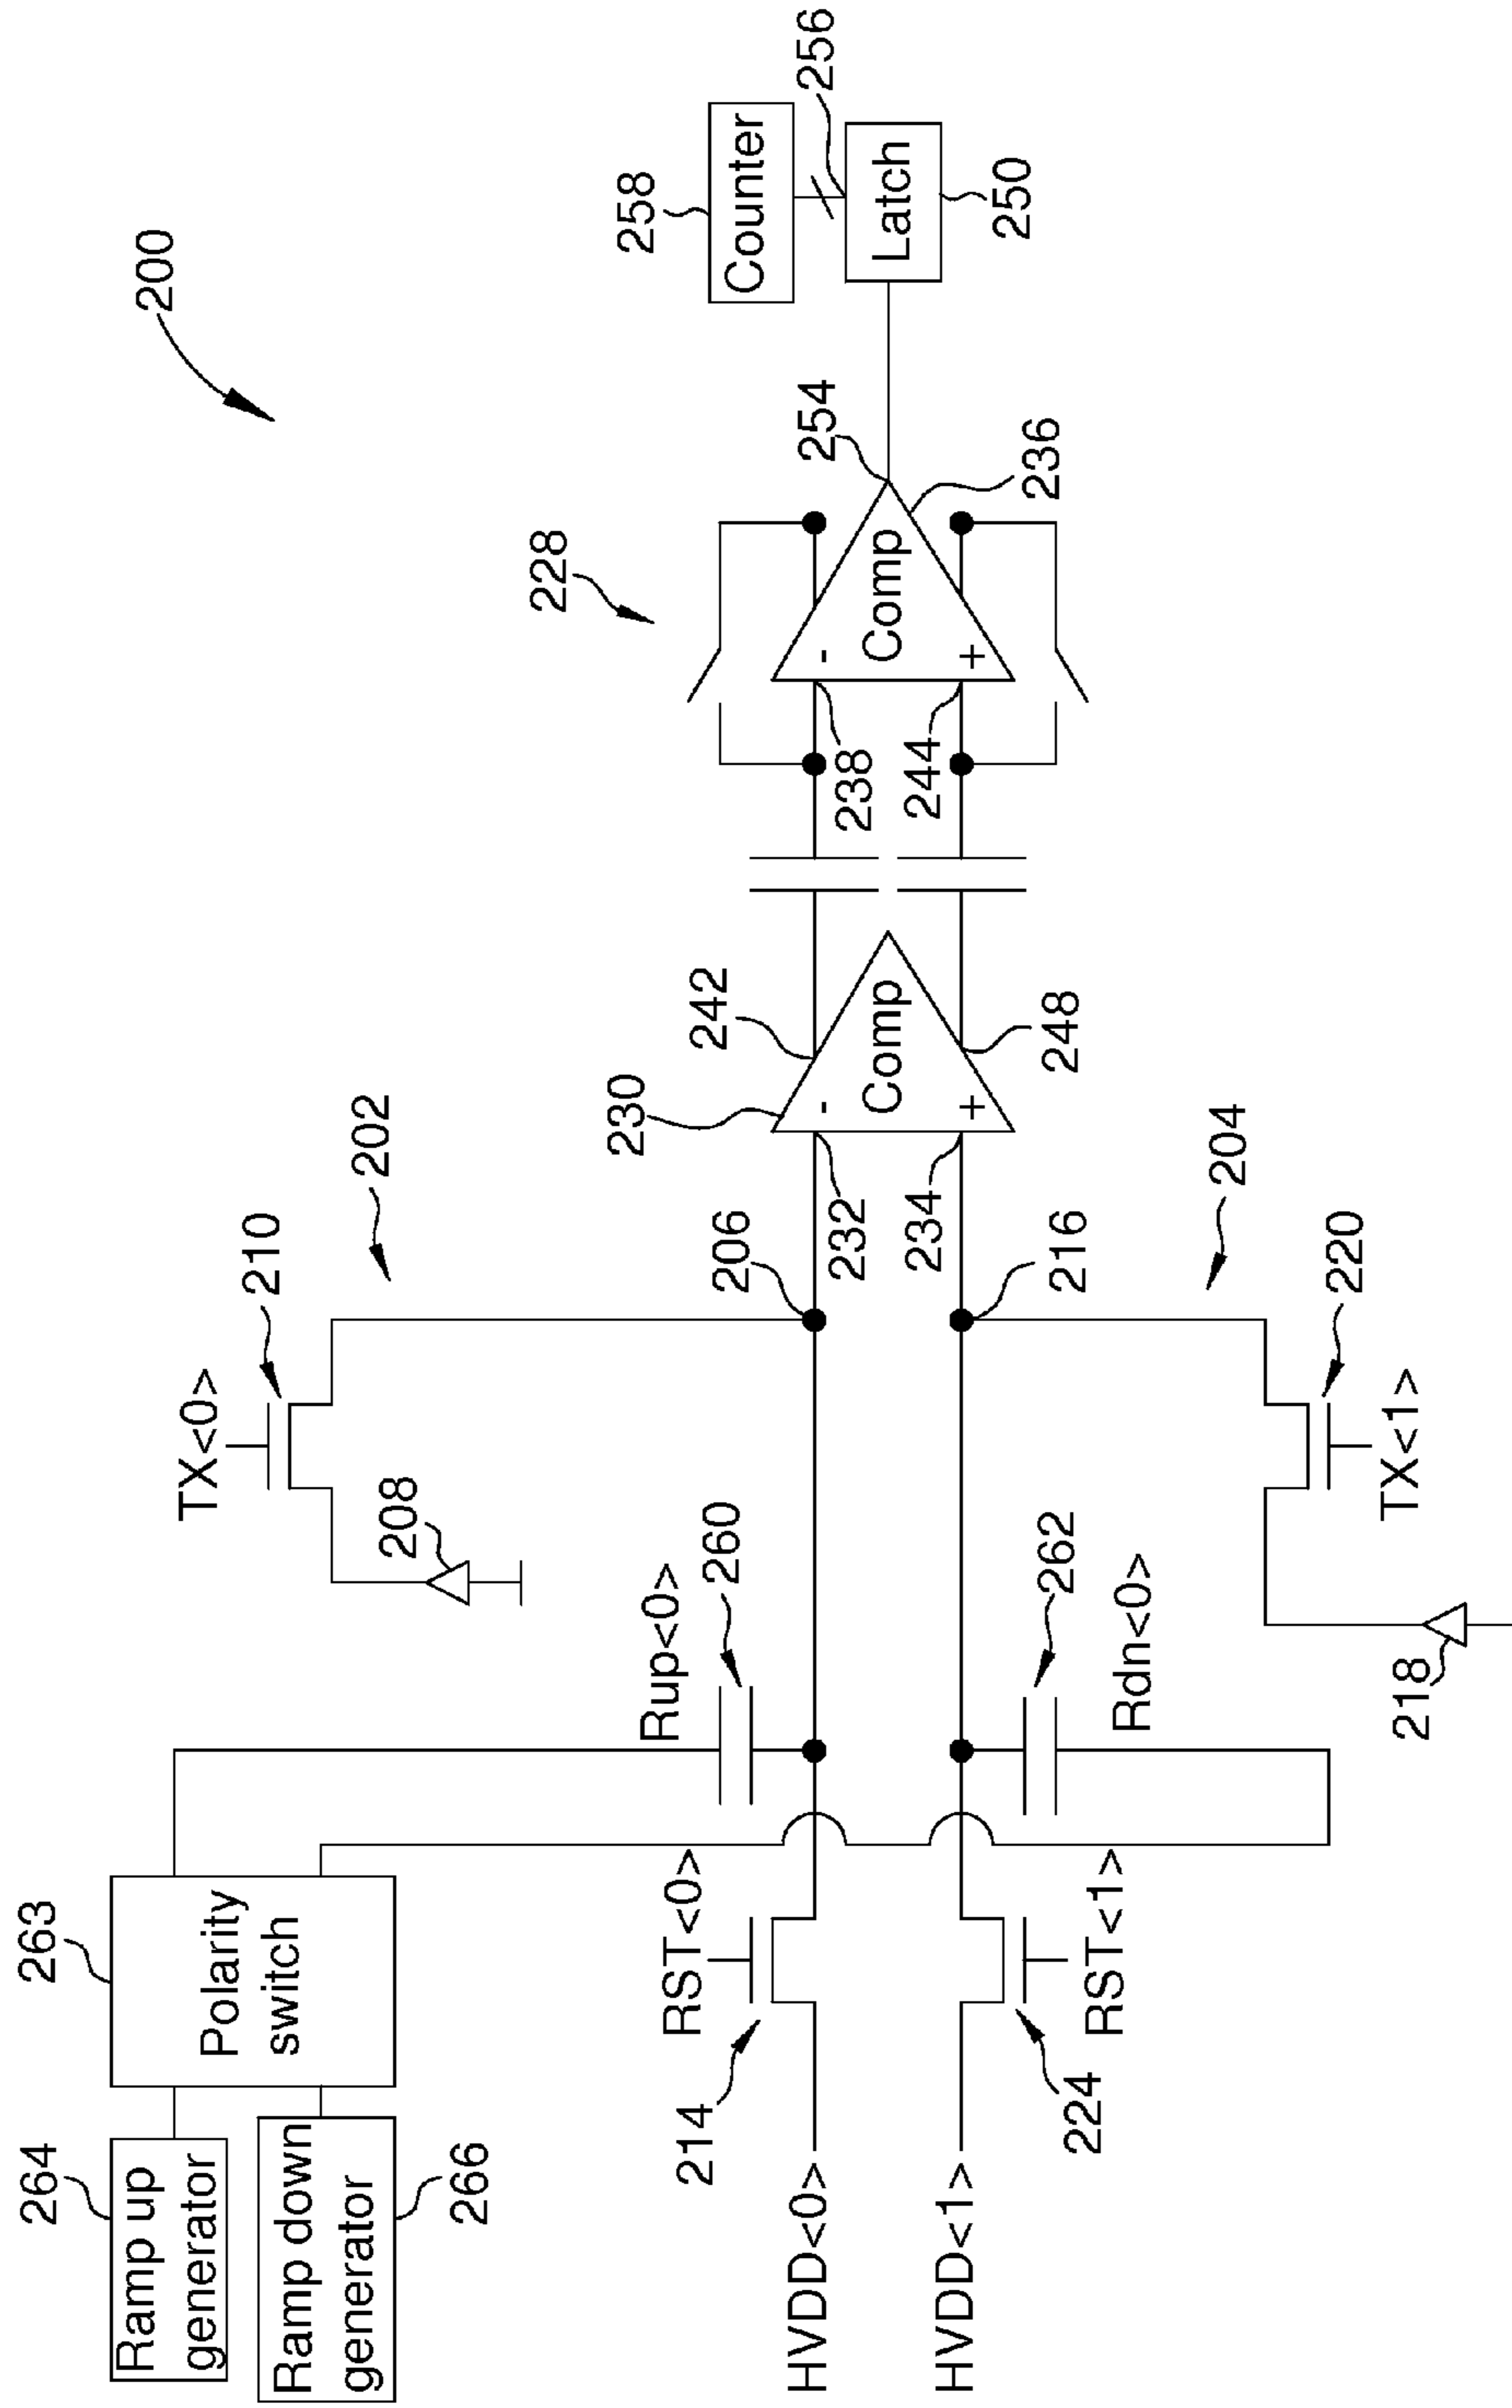 200
264
Ramp up
generator
263
Polarity
switch
Ramp down
generator
266
TX<0>
210
202
208
258
Counter
256
Latch
250
228
254
Comp
-
+
236
238
244
Rup<0>
260
206
230
242
Comp
-
+
232
234
248
RST<0>
214
HVDD<0>
HVDD<1>
224
RST<1>
262
Rdn<0>
216
204
220
TX<1>
218